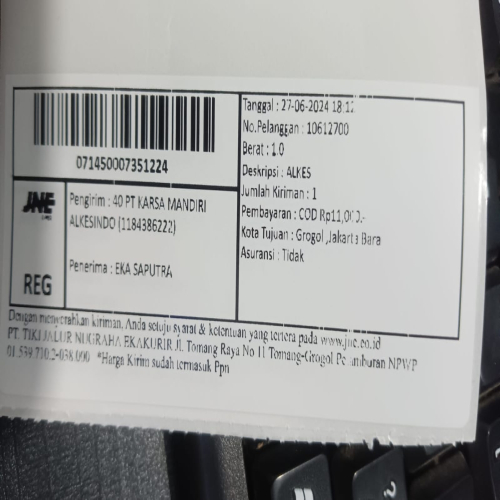 071450007351224
JNE
REG
Pengirim : 40 PT KARSA MANDIRI
ALKESINDO (1184386222)
Penerima : EKA SAPUTRA
Tanggal : 27-06-2024 18:12
No.Pelanggan : 10612700
Berat : 1.0
Deskripsi : ALKES
Jumlah Kiriman : 1
Pembayaran : COD Rp11,000.-
Kota Tujuan : Grogol ,Jakarta Bara
Asuransi : Tidak
Dengan menyerahkan kiriman, Anda setuju syarat & ketentuan yang tertera pada www.jne.co.id
PT. TIKI JALUR NUGRAHA EKAKURIR Jl. Tomang Raya No 11 Tomang-Grogol NPWP
*Harga Kirim sudah termasuk Ppn